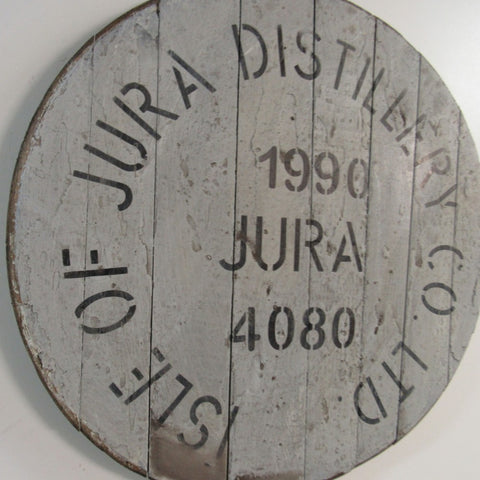 ISLE OF JURA DISTILLERY CO LTD
1990
JURA
4080